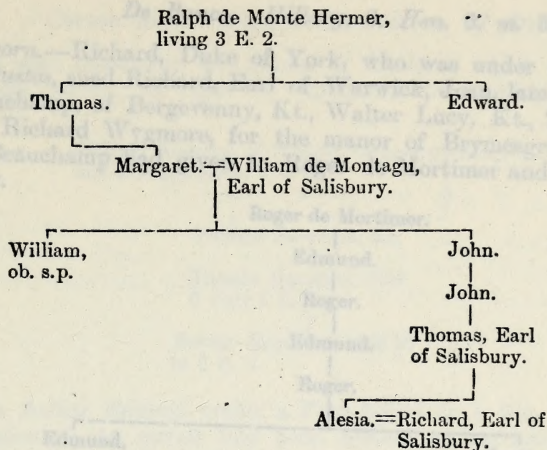 Ralph de Monte Hermer,
living 3 E. 2.
Thomas. Edward.
Margaret.=William de Montagu,
Earl of Salisbury.
William, John.
ob. s.p.
John.
Thomas, Earl
of Salisbury.
Alesia.=Richard, Earl of
Salisbury.